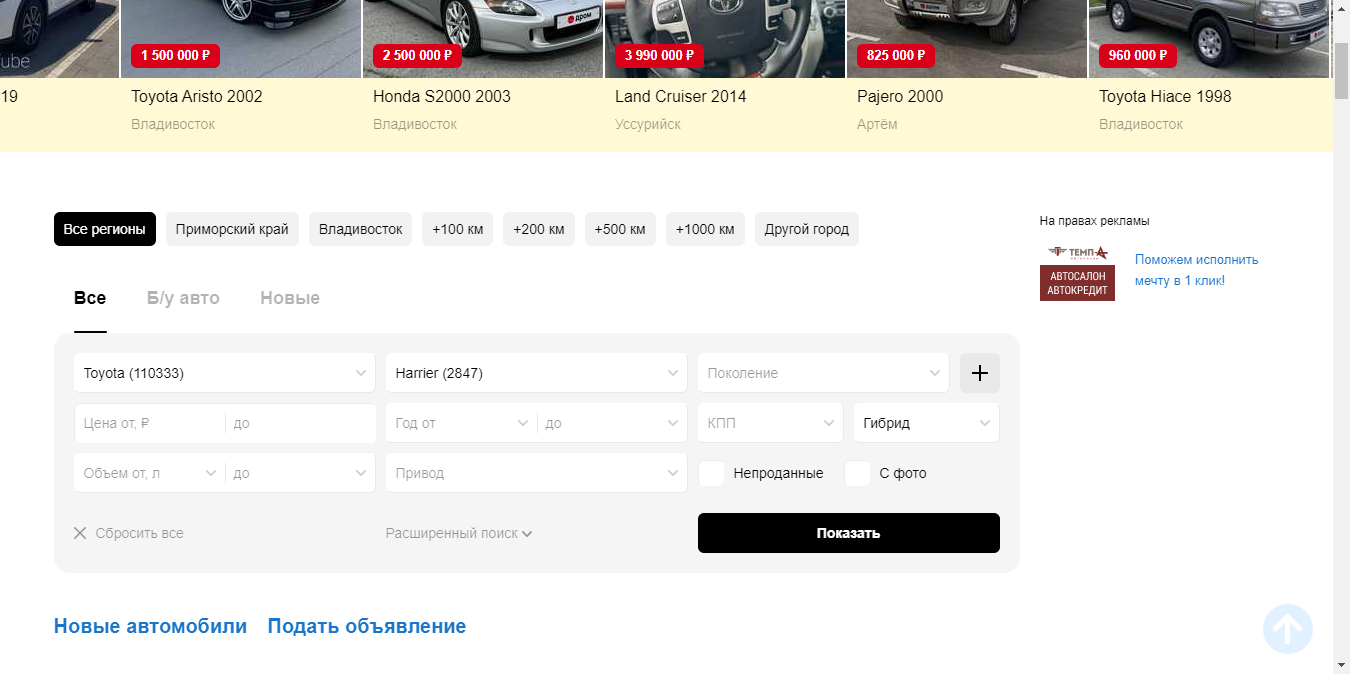 ube
дром
1 500 000 ₽
2 500 000 ₽
3 990 000 ₽
825 000 ₽
960 000 ₽
19
Toyota Aristo 2002
Honda S2000 2003
Land Cruiser 2014
Pajero 2000
Toyota Hiace 1998
Владивосток
Владивосток
Уссурийск
Артём
Владивосток
Все регионы
Приморский край
Владивосток
+100 км
+200 км
+500 км
+1000 км
Другой город
На правах рекламы
ТЕМП-А
АВТОСАЛОН
АВТОКРЕДИТ
Поможем исполнить
мечту в 1 клик!
Все
Б/у авто
Новые
Toyota (110333)
Harrier (2847)
Поколение
Цена от, ₽
до
Год от
до
КПП
Гибрид
Объем от, л
до
Привод
Непроданные
С фото
Сбросить все
Расширенный поиск
Показать
Новые автомобили
Подать объявление